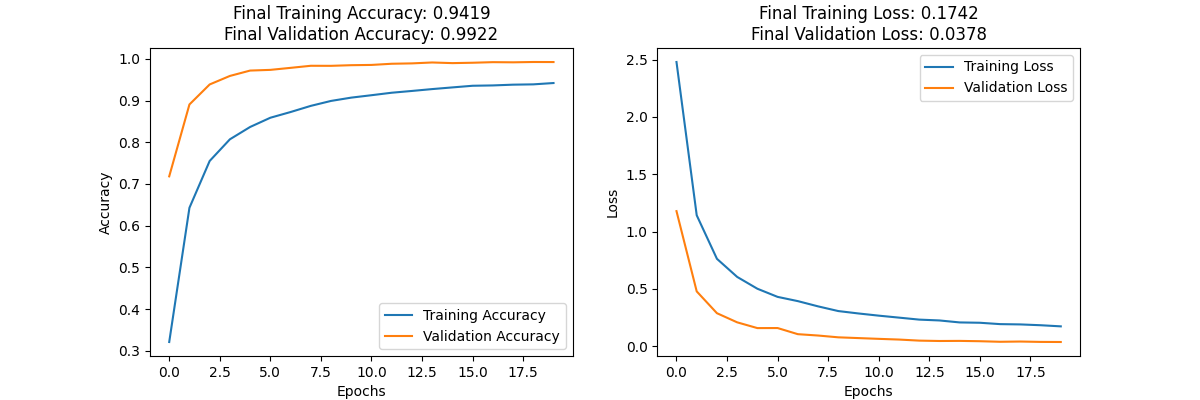 Final Training Accuracy: 0.9419
Final Validation Accuracy: 0.9922
1.0
0.9
0.8
0.7
0.6
0.5
0.4
0.3
Accuracy
Training Accuracy
Validation Accuracy
0.0 2.5 5.0 7.5 10.0 12.5 15.0 17.5
Epochs
Final Training Loss: 0.1742
Final Validation Loss: 0.0378
Training Loss
Validation Loss
2.5
2.0
1.5
1.0
0.5
0.0
Loss
0.0 2.5 5.0 7.5 10.0 12.5 15.0 17.5
Epochs